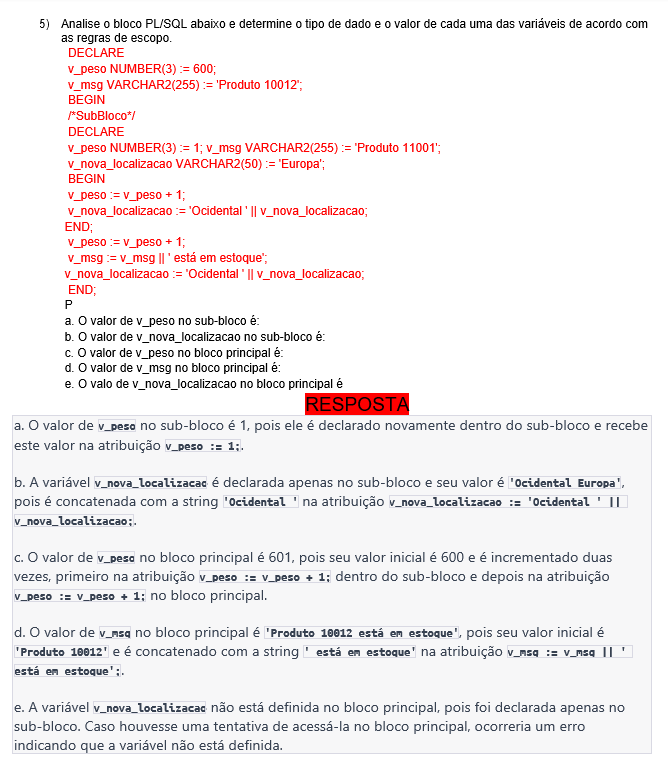 5) Analise o bloco PL/SQL abaixo e determine o tipo de dado e o valor de cada uma das variáveis de acordo com
as regras de escopo.
DECLARE
v_peso NUMBER(3) := 600;
v_msg VARCHAR2(255) := 'Produto 10012';
BEGIN
/*SubBloco*/
DECLARE
v_peso NUMBER(3) := 1; v_msg VARCHAR2(255) := 'Produto 11001';
v_nova_localizacao VARCHAR2(50) := 'Europa';
BEGIN
v_peso := v_peso + 1;
v_nova_localizacao := 'Ocidental ' || v_nova_localizacao;
END;
v_peso := v_peso + 1;
v_msg := v_msg || ' está em estoque';
v_nova_localizacao := 'Ocidental ' || v_nova_localizacao;
END;
P
a. O valor de v_peso no sub-bloco é:
b. O valor de v_nova_localizacao no sub-bloco é:
c. O valor de v_peso no bloco principal é:
d. O valor de v_msg no bloco principal é:
e. O valo de v_nova_localizacao no bloco principal é
RESPOSTA
a. O valor de v_peso no sub-bloco é 1, pois ele é declarado novamente dentro do sub-bloco e recebe
este valor na atribuição v_peso := 1;.
b. A variável v_nova_localizacao é declarada apenas no sub-bloco e seu valor é 'Ocidental Europa',
pois é concatenada com a string 'Ocidental ' na atribuição v_nova_localizacao := 'Ocidental ' ||
v_nova_localizacao;.
c. O valor de v_peso no bloco principal é 601, pois seu valor inicial é 600 e é incrementado duas
vezes, primeiro na atribuição v_peso := v_peso + 1; dentro do sub-bloco e depois na atribuição
v_peso := v_peso + 1; no bloco principal.
d. O valor de v_msg no bloco principal é 'Produto 10012 está em estoque', pois seu valor inicial é
'Produto 10012' e é concatenado com a string ' está em estoque' na atribuição v_msg := v_msg || '
está em estoque';.
e. A variável v_nova_localizacao não está definida no bloco principal, pois foi declarada apenas no
sub-bloco. Caso houvesse uma tentativa de acessá-la no bloco principal, ocorreria um erro
indicando que a variável não está definida.